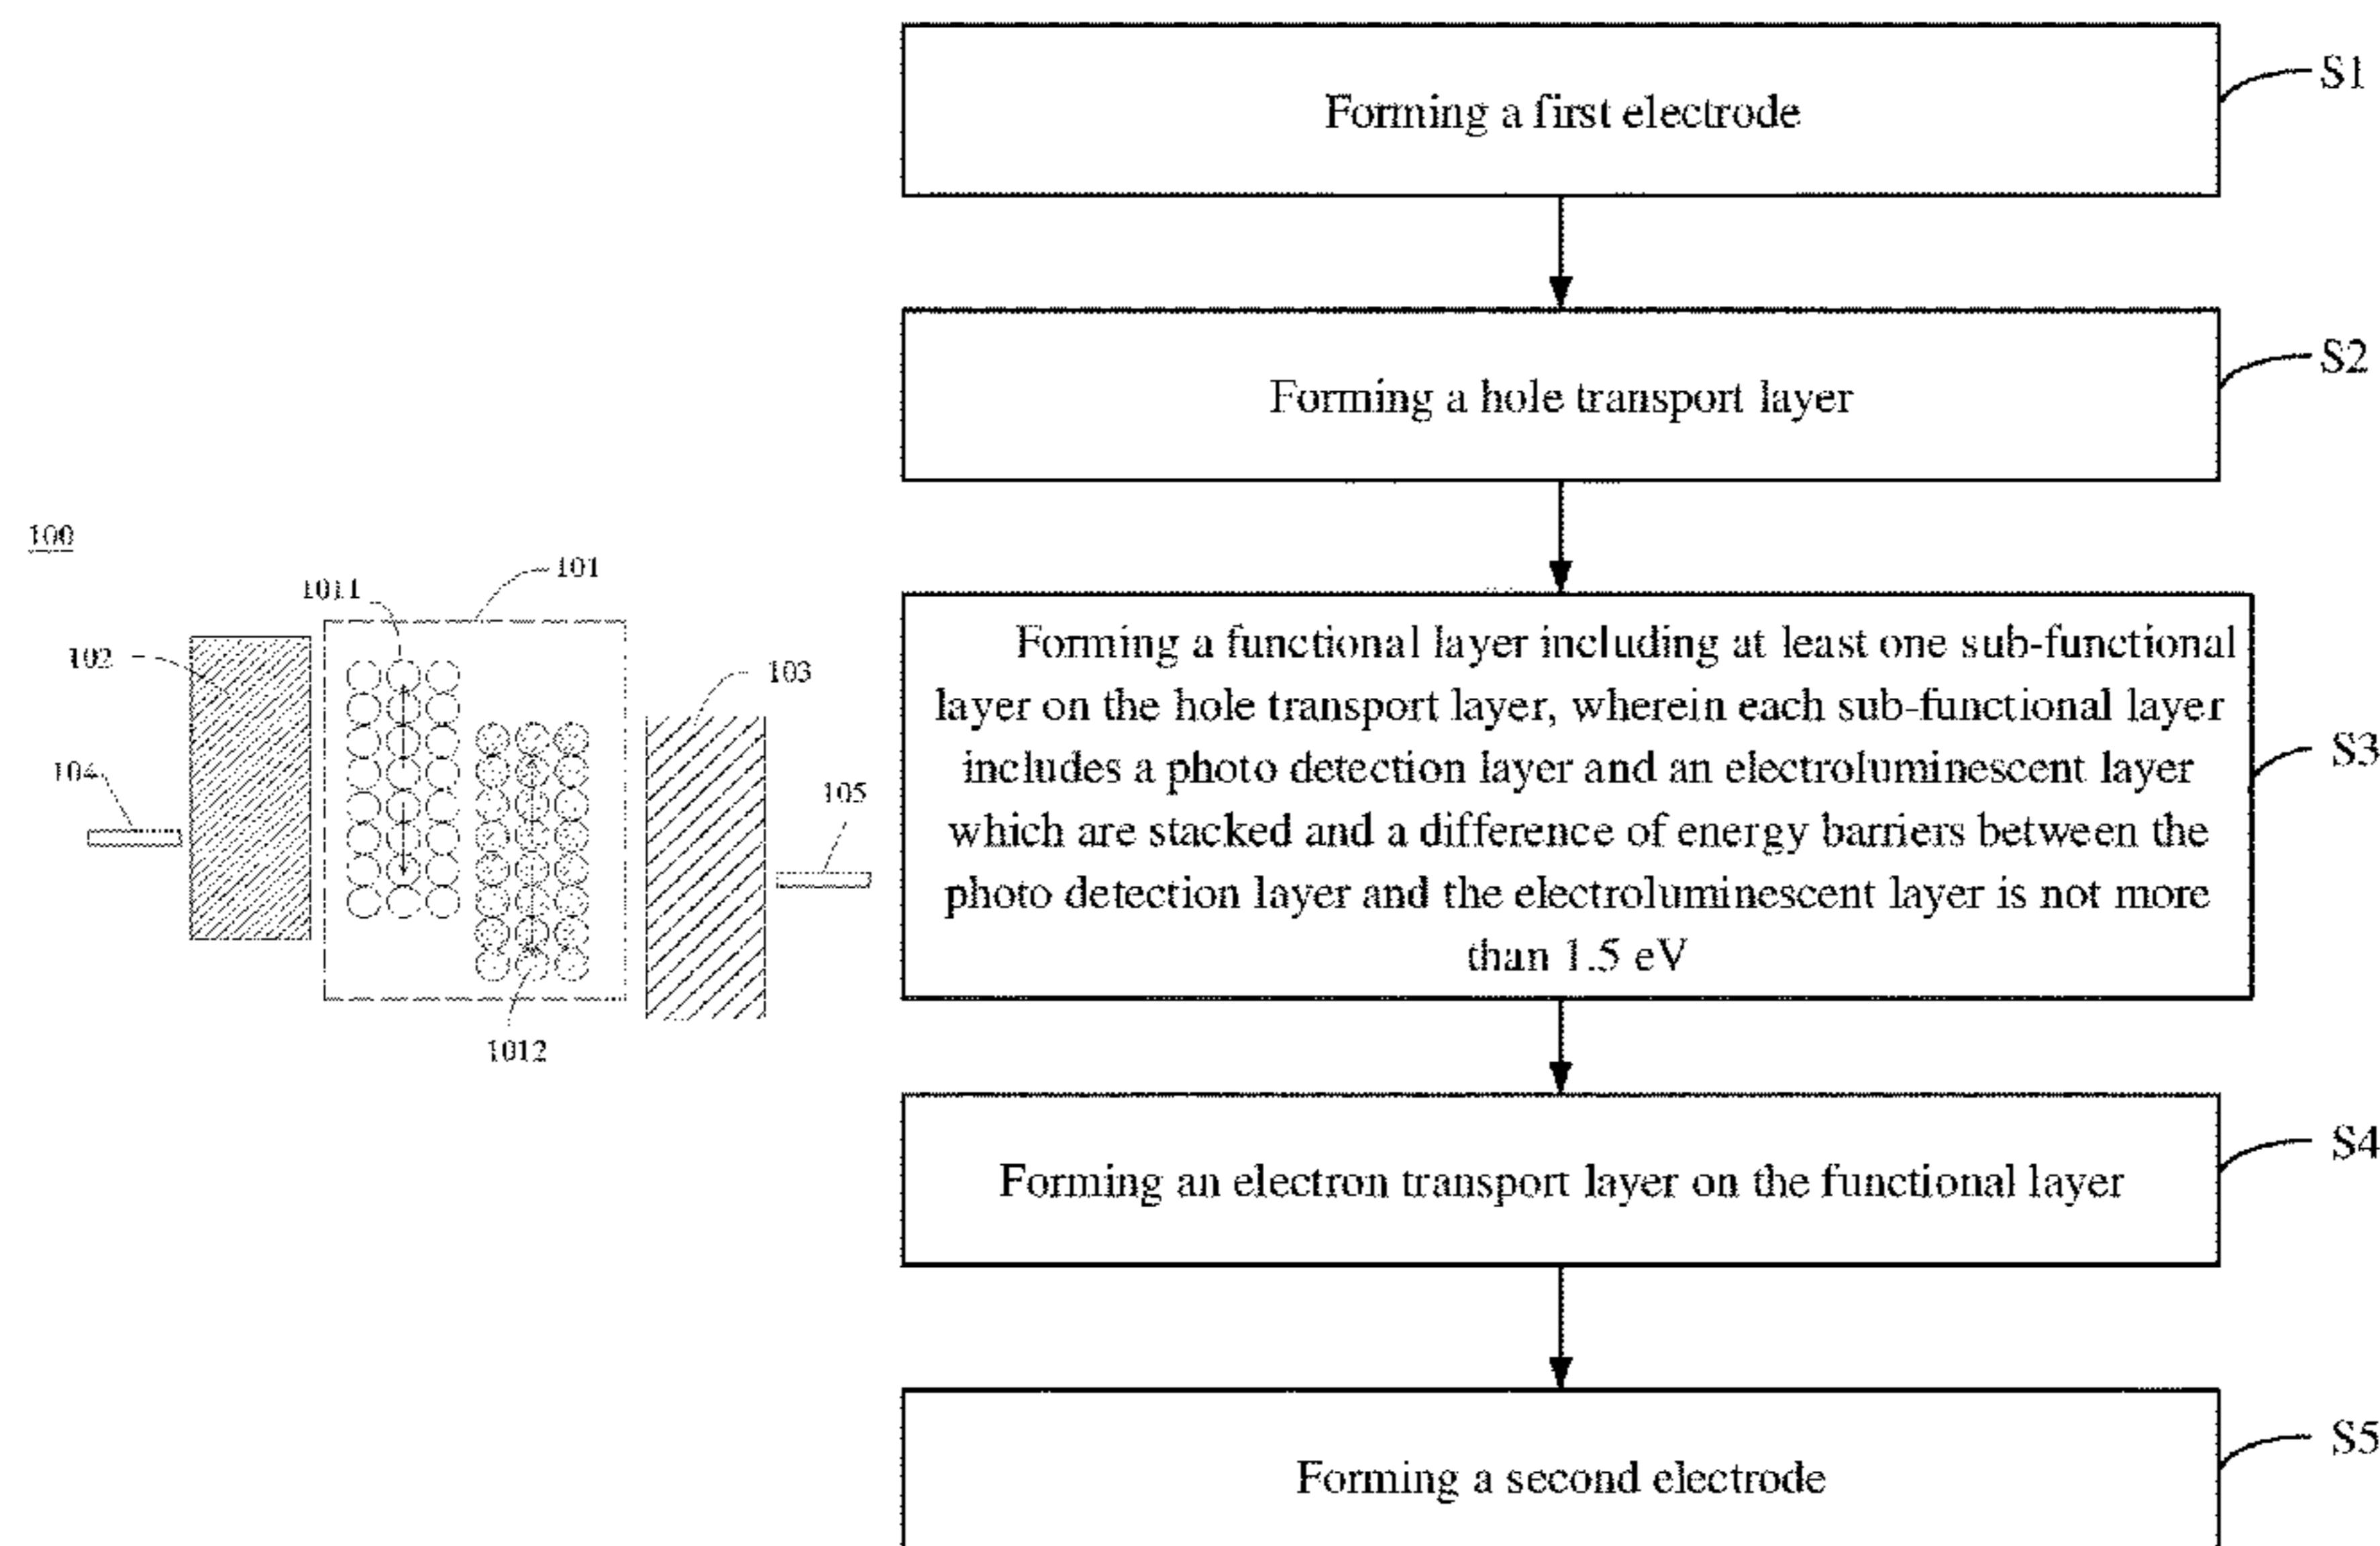 Forming a first electrode
S1
Forming a hole transport layer
S2
100
101
1011
102
103
104
105
1012
Forming a functional layer including at least one sub-functional
layer on the hole transport layer, wherein each sub-functional layer
includes a photo detection layer and an electroluminescent layer
which are stacked and a difference of energy barriers between the
photo detection layer and the electroluminescent layer is not more
than 1.5 eV
S3
Forming an electron transport layer on the functional layer
S4
Forming a second electrode
S5